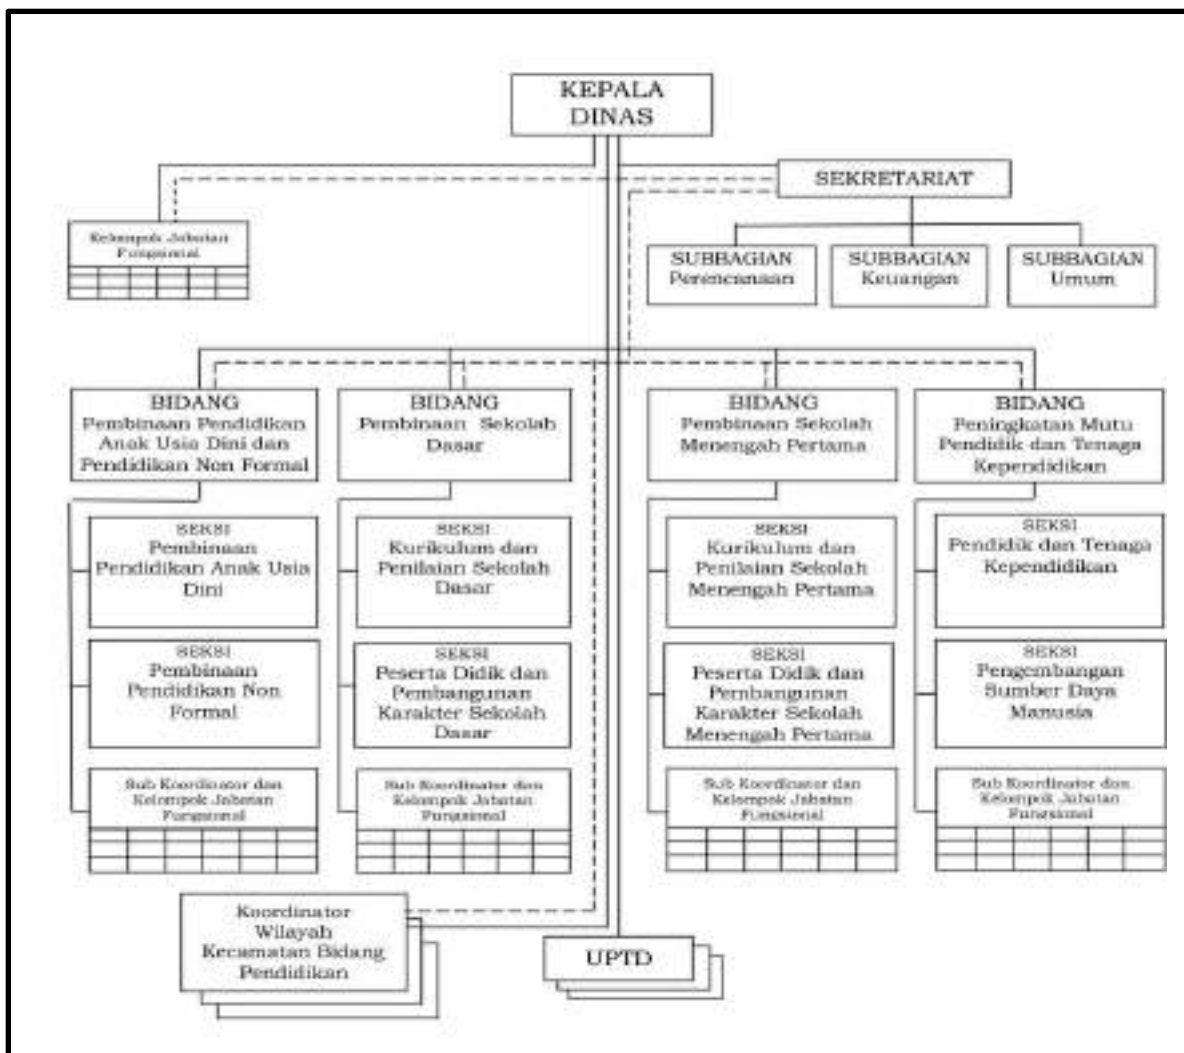 KEPALA
DINAS
SEKRETARIAT
Kelompok Jabatan
Fungsional
SUBBAGIAN
Perencanaan
SUBBAGIAN
Keuangan
SUBBAGIAN
Umum
BIDANG
Pembinaan Pendidikan
Anak Usia Dini dan
Pendidikan Non Formal
BIDANG
Pembinaan Sekolah
Dasar
BIDANG
Pembinaan Sekolah
Menengah Pertama
BIDANG
Peningkatan Mutu
Pendidik dan Tenaga
Kependidikan
SEKSI
Pembinaan
Pendidikan Anak Usia
Dini
SEKSI
Kurikulum dan
Penilaian Sekolah
Dasar
SEKSI
Kurikulum dan
Penilaian Sekolah
Menengah Pertama
SEKSI
Pendidik dan Tenaga
Kependidikan
SEKSI
Pembinaan
Pendidikan Non
Formal
SEKSI
Peserta Didik dan
Pembangunan
Karakter Sekolah
Dasar
SEKSI
Peserta Didik dan
Pembangunan
Karakter Sekolah
Menengah Pertama
SEKSI
Pengembangan
Sumber Daya
Manusia
Sub Koordinator dan
Kelempok Jabatan
Fungsional
Sub Koordinator dan
Kelempok Jabatan
Fungsional
Sub Koordinator dan
Kelempok Jabatan
Fungsional
Sub Koordinator dan
Kelempok Jabatan
Fungsional
Koordinator
Wilayah
Kecamatan Bidang
Pendidikan
UPTD